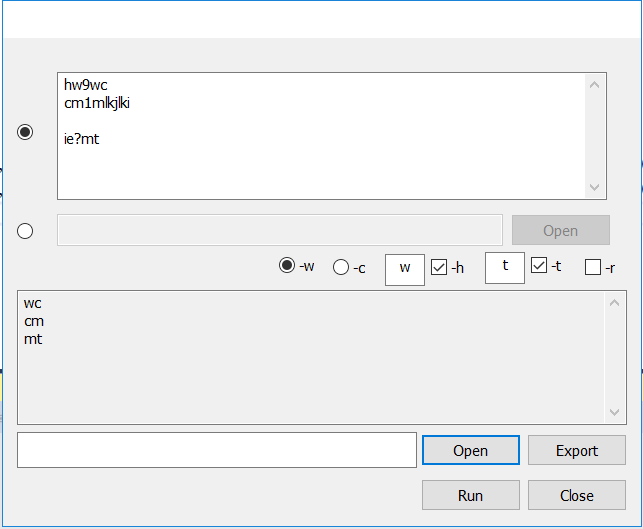 hw9wc
cm1mlkjlki
ie?mt
Open
-w -c w -h t -t -r
wc
cm
mt
Open Export
Run Close